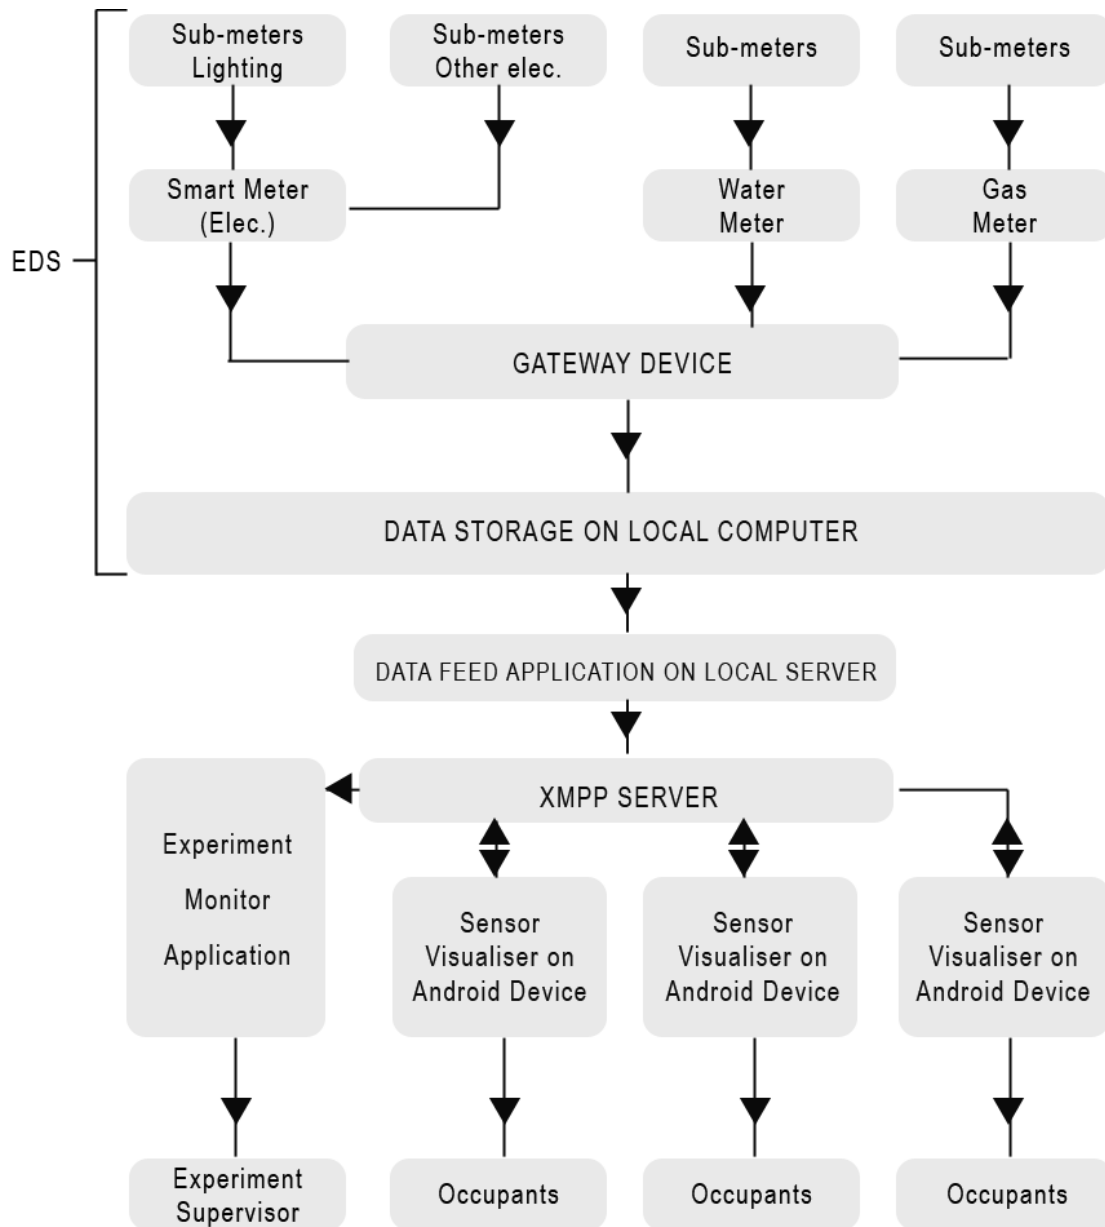 Sub-meters
Lighting
Sub-meters
Other elec.
Sub-meters
Sub-meters
Smart Meter
(Elec.)
Water
Meter
Gas
Meter
EDS
GATEWAY DEVICE
DATA STORAGE ON LOCAL COMPUTER
DATA FEED APPLICATION ON LOCAL SERVER
XMPP SERVER
Experiment
Monitor
Application
Sensor
Visualiser on
Android Device
Sensor
Visualiser on
Android Device
Sensor
Visualiser on
Android Device
Experiment
Supervisor
Occupants
Occupants
Occupants